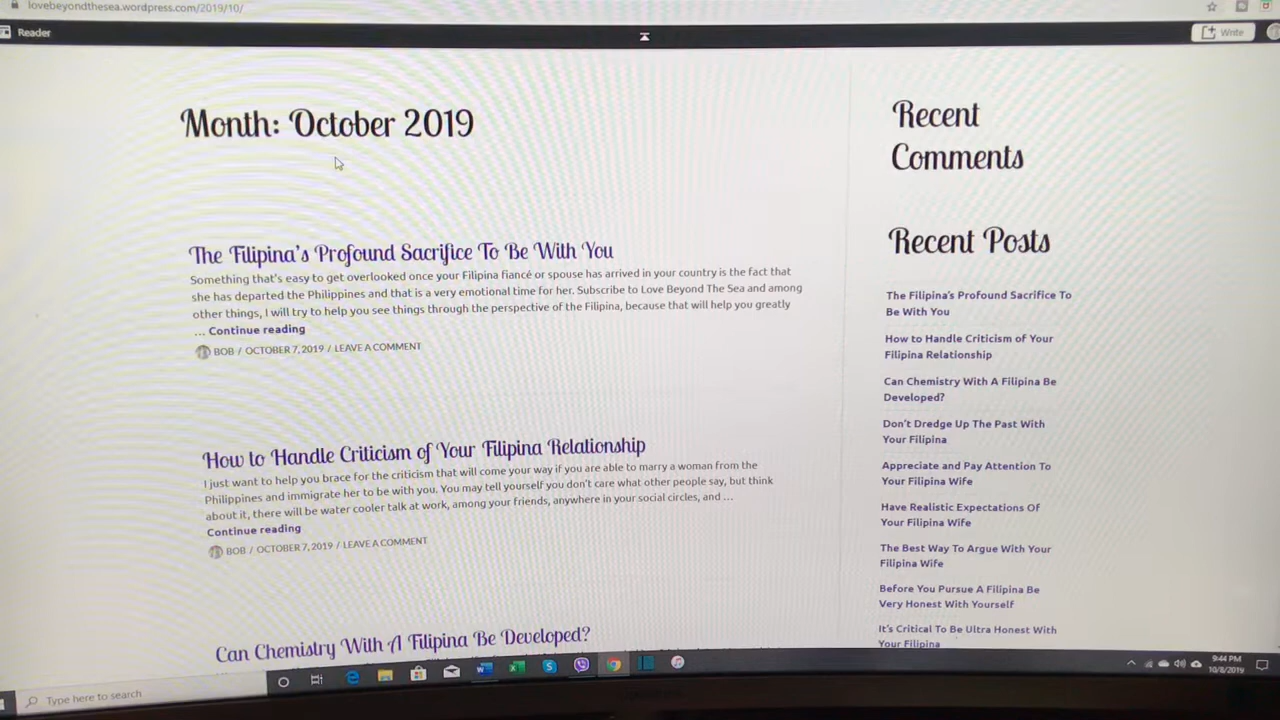 lovebeyondthesea.wordpress.com/2019/10/
Reader
Write
Month: October 2019
The Filipina's Profound Sacrifice To Be With You
Something that's easy to get overlooked once your Filipina fiancé or spouse has arrived in your country is the fact that
she has departed the Philippines and that is a very emotional time for her. Subscribe to Love Beyond The Sea and among
other things, I will try to help you see things through the perspective of the Filipina, because that will help you greatly
... Continue reading
BOB / OCTOBER 7, 2019 / LEAVE A COMMENT
How to Handle Criticism of Your Filipina Relationship
I just want to help you brace for the criticism that will come your way if you are able to marry a woman from the
Philippines and immigrate her to be with you. You may tell yourself you don't care what other people say, but think
about it, there will be water cooler talk at work, among your friends, anywhere in your social circles, and ...
Continue reading
BOB / OCTOBER 7, 2019 / LEAVE A COMMENT
Can Chemistry With A Filipina Be Developed?
Recent
Comments
Recent Posts
The Filipina's Profound Sacrifice To
Be With You
How to Handle Criticism of Your
Filipina Relationship
Can Chemistry With A Filipina Be
Developed?
Don't Dredge Up The Past With
Your Filipina
Appreciate and Pay Attention To
Your Filipina Wife
Have Realistic Expectations Of
Your Filipina Wife
The Best Way To Argue With Your
Filipina Wife
Before You Pursue A Filipina Be
Very Honest With Yourself
It's Critical To Be Ultra Honest With
Your Filipina
Type here to search
9:44 PM
10/8/2019